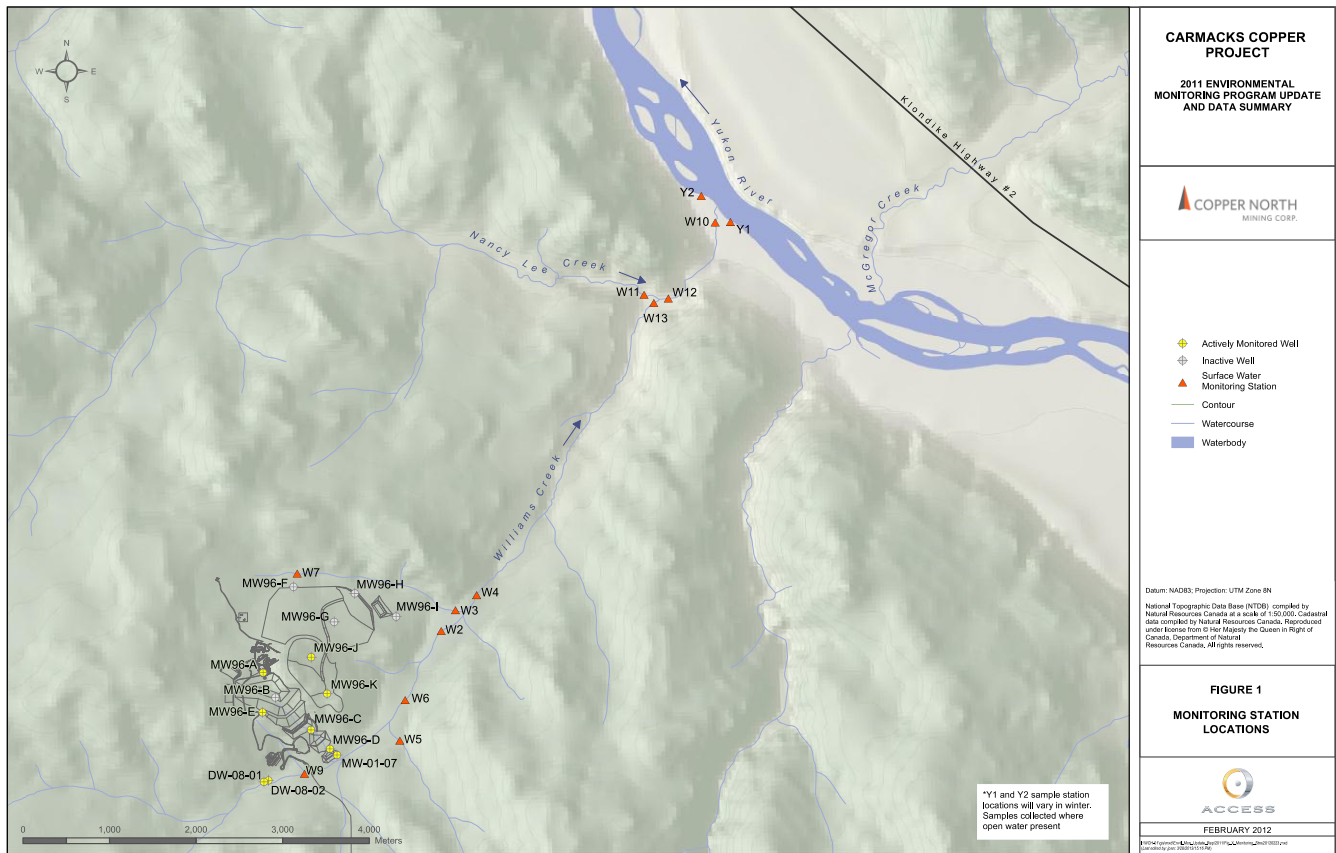 N
W
E
S
Klondike Highway #2
Yukon River
McGregor Creek
Nancy Lee Creek
Williams Creek
Y2
W10
Y1
W11
W12
W13
W7
MW96-F
MW96-H
MW96-I
MW96-G
W4
W3
W2
MW96-J
MW96-A
MW96-B
MW96-K
MW96-E
W6
MW96-C
MW96-D
W5
MW-01-07
W9
DW-08-01
DW-08-02
0
1,000
2,000
3,000
4,000
Meters
*Y1 and Y2 sample station
locations will vary in winter.
Samples collected where
open water present
CARMACKS COPPER
PROJECT
2011 ENVIRONMENTAL
MONITORING PROGRAM UPDATE
AND DATA SUMMARY
COPPER NORTH
MINING CORP.
Actively Monitored Well
Inactive Well
Surface Water
Monitoring Station
Contour
Watercourse
Waterbody
Datum: NAD83; Projection: UTM Zone 8N
National Topographic Data Base (NTDB) compiled by
Natural Resources Canada at a scale of 1:50,000. Cadastral
data compiled by Natural Resources Canada. Reproduced
under license from © Her Majesty the Queen in Right of
Canada, Department of Natural
Resources Canada. All rights reserved.
FIGURE 1
MONITORING STATION
LOCATIONS
ACCESS
FEBRUARY 2012